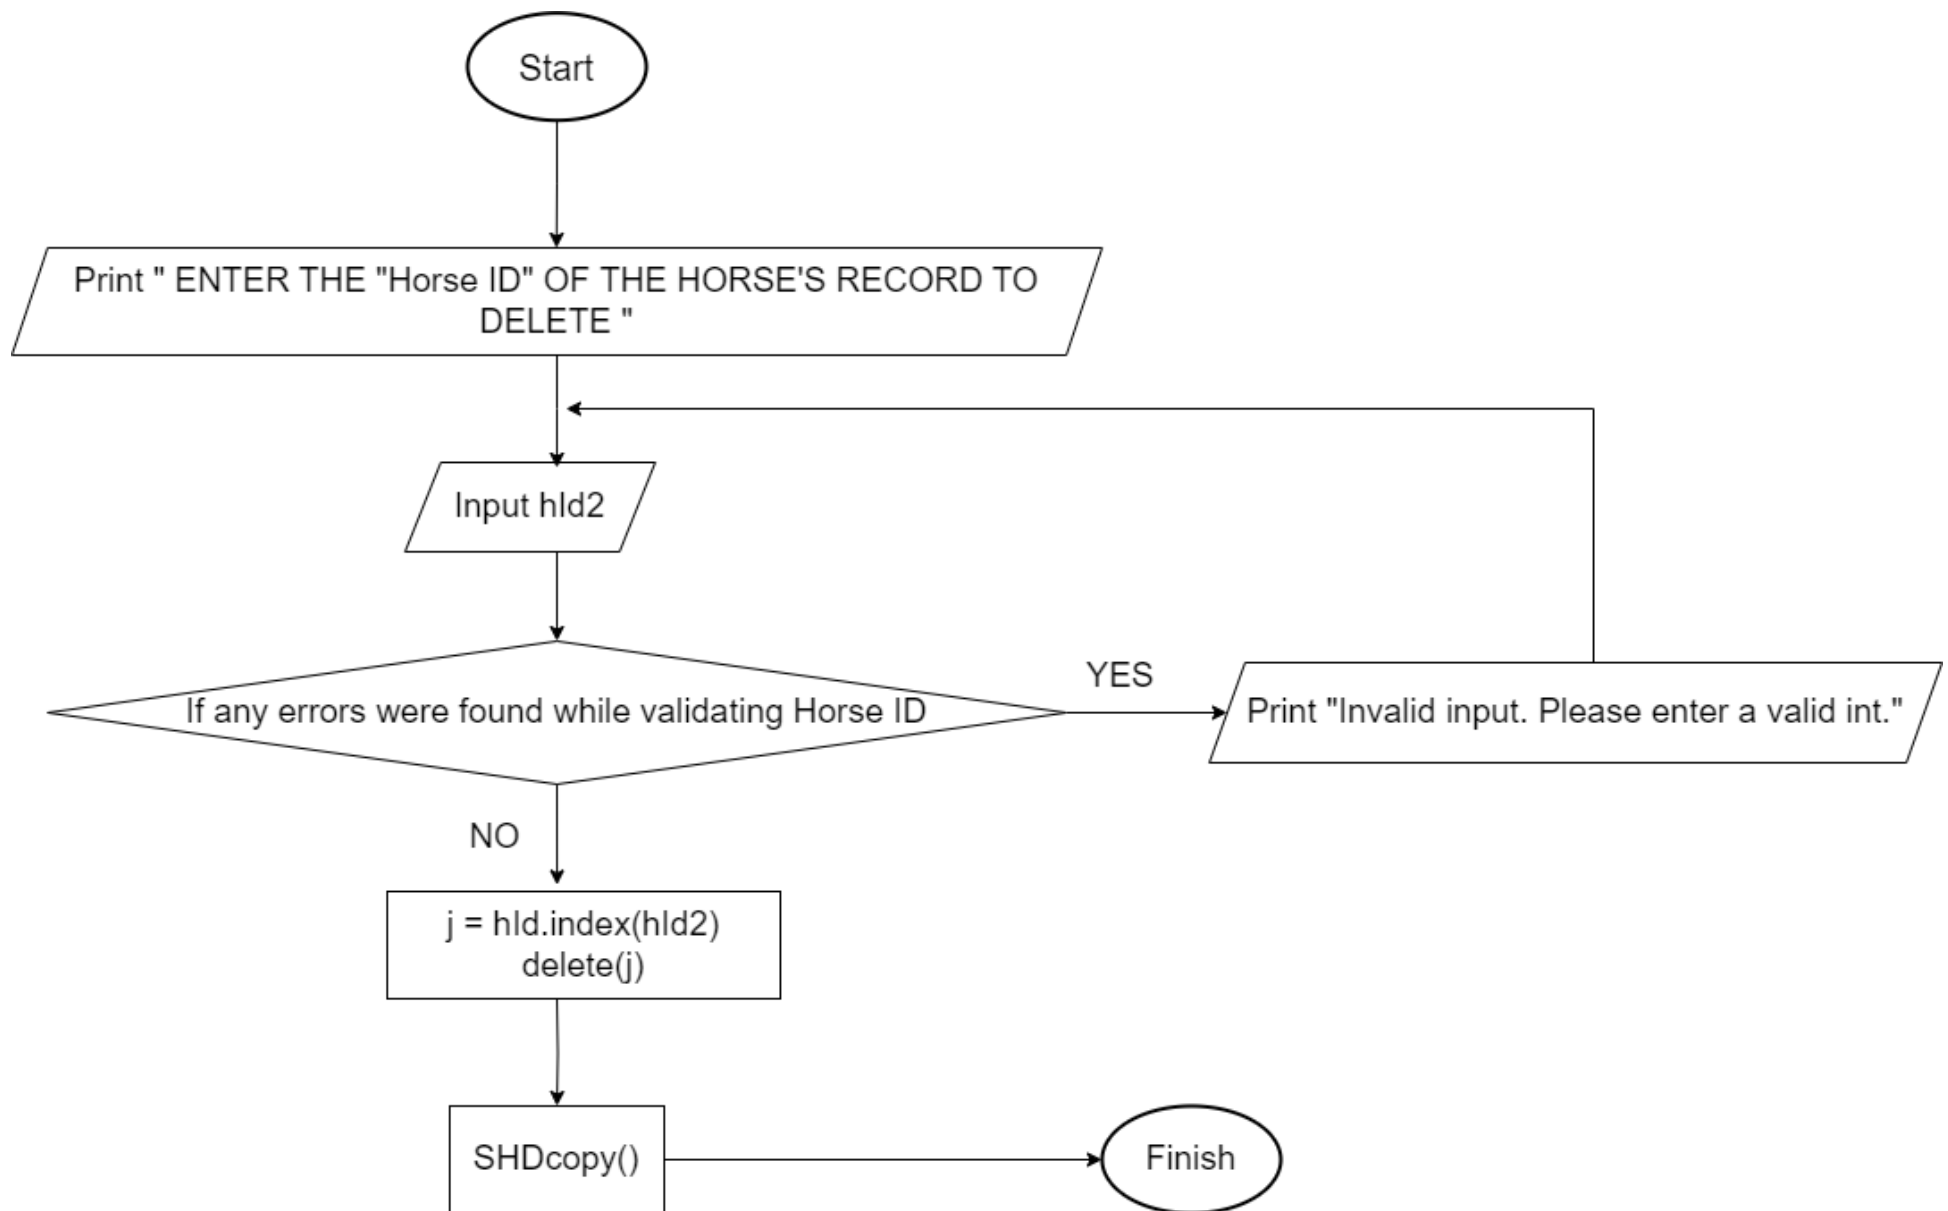 Start
Print " ENTER THE "Horse ID" OF THE HORSE'S RECORD TO
DELETE "
Input hId2
If any errors were found while validating Horse ID
YES
Print "Invalid input. Please enter a valid int."
NO
j = hId.index(hId2)
delete(j)
SHDcopy()
Finish